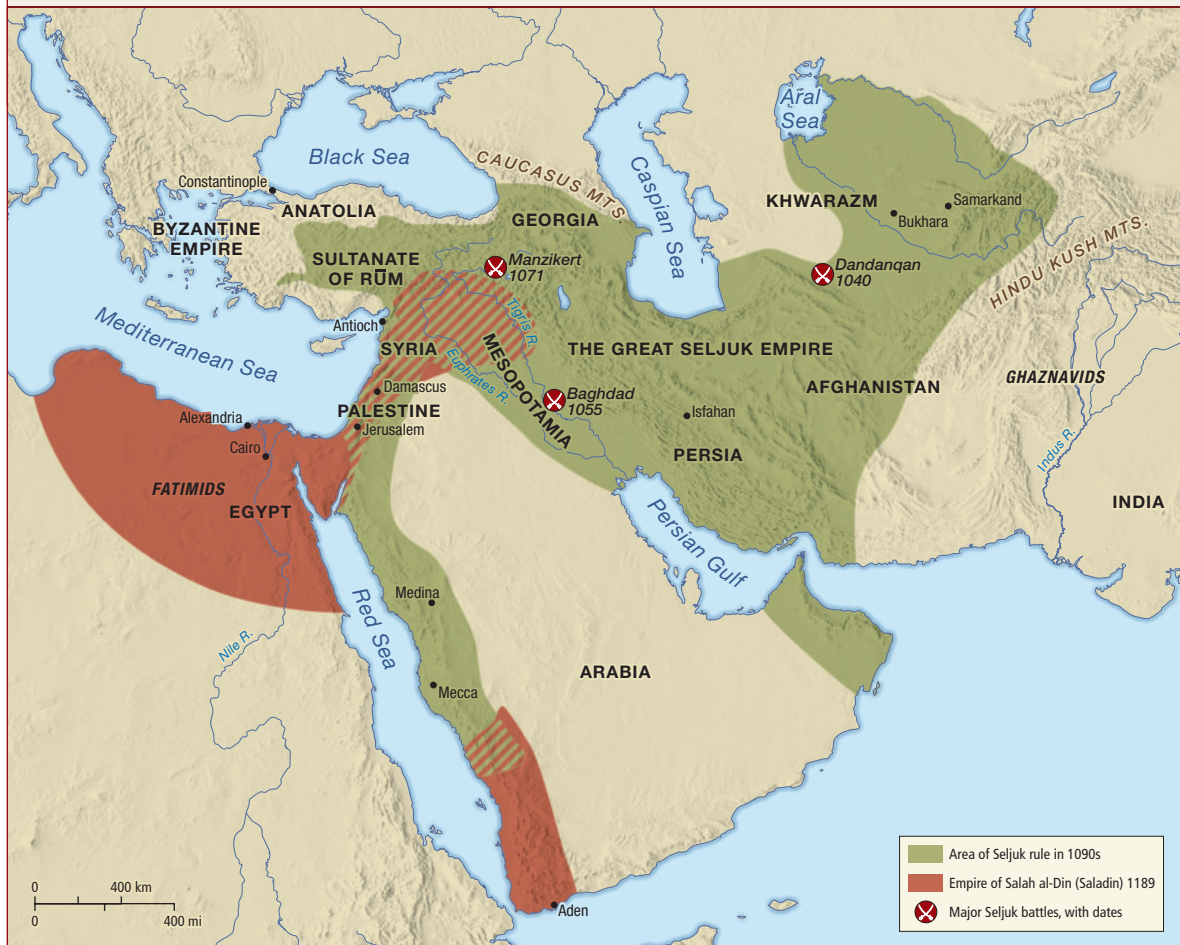 Aral
Sea
Black Sea
CAUCASUS MTS.
Caspian Sea
Constantinople
ANATOLIA
BYZANTINE
EMPIRE
GEORGIA
KHWARAZM
Samarkand
Bukhara
SULTANATE
OF RŪM
Manzikert
1071
Dandanqan
1040
HINDU KUSH MTS.
Mediterranean Sea
Antioch
Tigris R.
SYRIA
MESOPOTAMIA
Euphrates R.
THE GREAT SELJUK EMPIRE
AFGHANISTAN
GHAZNAVIDS
Damascus
Baghdad
1055
Isfahan
PALESTINE
Alexandria
Jerusalem
Cairo
PERSIA
Indus R.
FATIMIDS
EGYPT
INDIA
Persian Gulf
Medina
Red Sea
Nile R.
ARABIA
Mecca
Aden
0 400 km
0 400 mi
Area of Seljuk rule in 1090s
Empire of Salah al-Din (Saladin) 1189
Major Seljuk battles, with dates